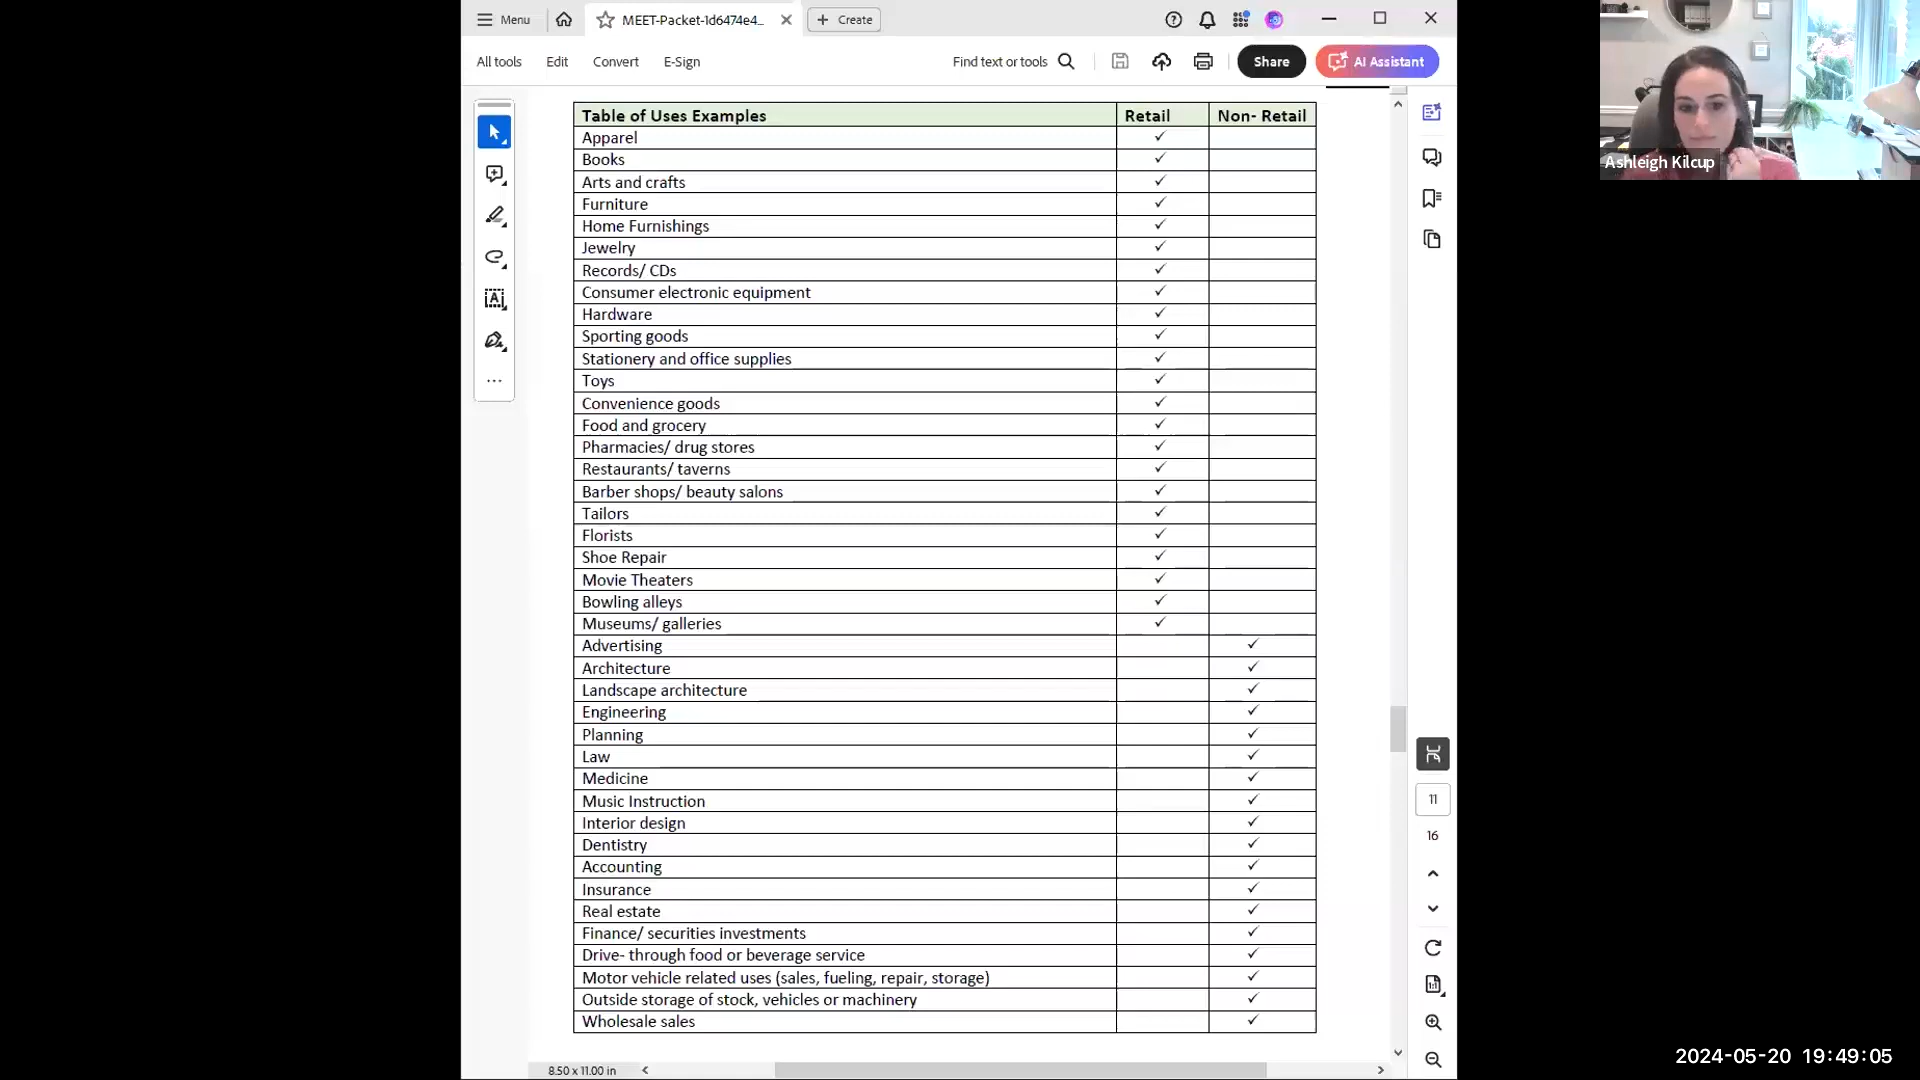 Menu
MEET-Packet-1d6474e4...
Create
All tools
Edit
Convert
E-Sign
Find text or tools
Share
AI Assistant
Table of Uses Examples Retail Non- Retail
Apparel ✓
Books ✓
Arts and crafts ✓
Furniture ✓
Home Furnishings ✓
Jewelry ✓
Records/ CDs ✓
Consumer electronic equipment ✓
Hardware ✓
Sporting goods ✓
Stationery and office supplies ✓
Toys ✓
Convenience goods ✓
Food and grocery ✓
Pharmacies/ drug stores ✓
Restaurants/ taverns ✓
Barber shops/ beauty salons ✓
Tailors ✓
Florists ✓
Shoe Repair ✓
Movie Theaters ✓
Bowling alleys ✓
Museums/ galleries ✓
Advertising ✓
Architecture ✓
Landscape architecture ✓
Engineering ✓
Planning ✓
Law ✓
Medicine ✓
Music Instruction ✓
Interior design ✓
Dentistry ✓
Accounting ✓
Insurance ✓
Real estate ✓
Finance/ securities investments ✓
Drive- through food or beverage service ✓
Motor vehicle related uses (sales, fueling, repair, storage) ✓
Outside storage of stock, vehicles or machinery ✓
Wholesale sales ✓
8.50 x 11.00 in
11
16
Ashleigh Kilcup
2024-05-20 19:49:05